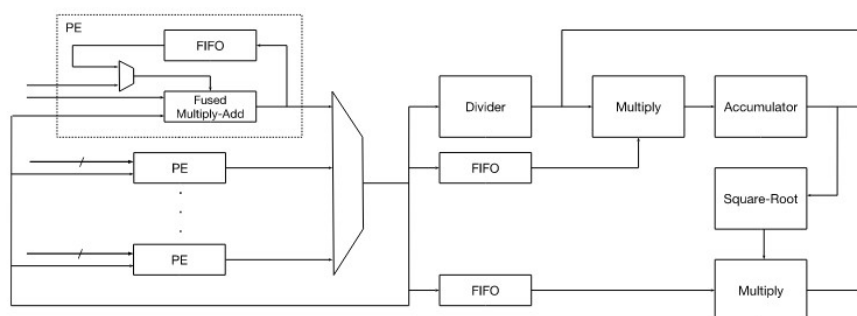 PE
FIFO
Fused
Multiply-Add
PE
.
.
.
PE
Divider
Multiply
Accumulator
FIFO
Square-Root
FIFO
Multiply